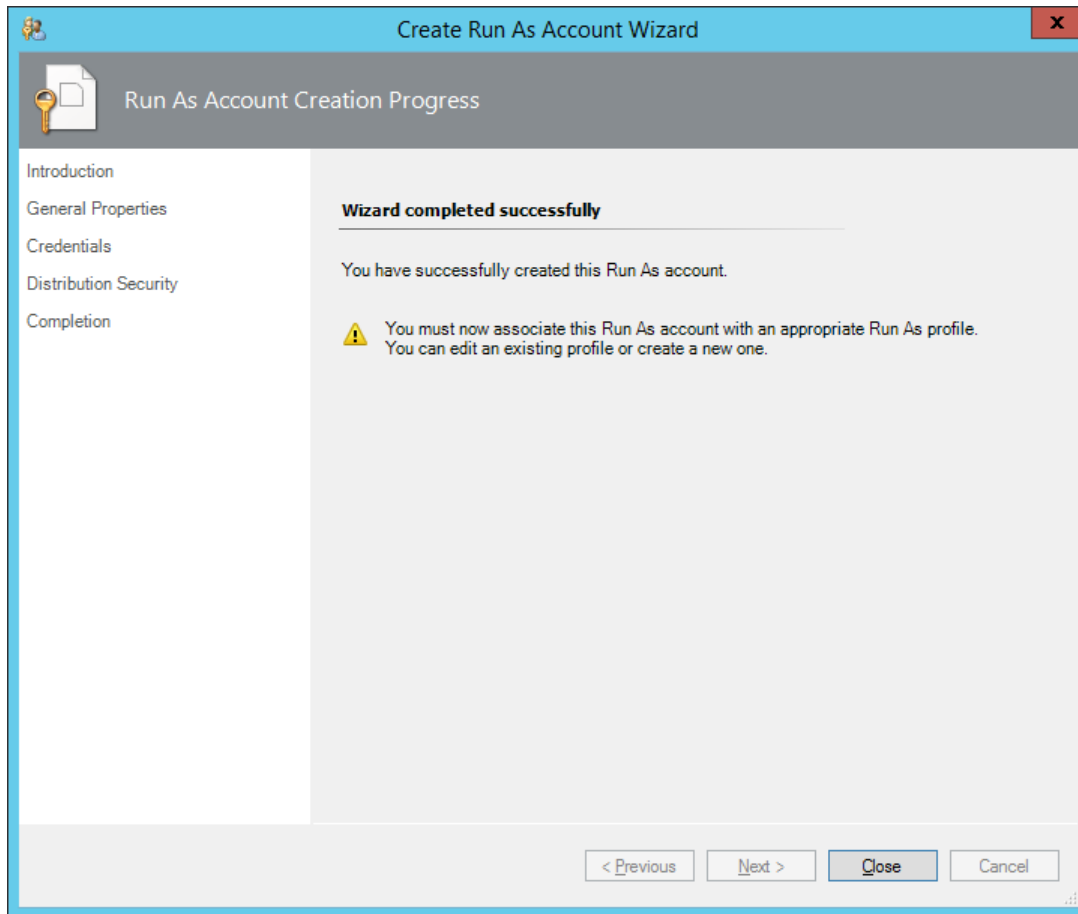 Create Run As Account Wizard
x
Run As Account Creation Progress
Introduction
General Properties
Credentials
Distribution Security
Completion
Wizard completed successfully
You have successfully created this Run As account.
You must now associate this Run As account with an appropriate Run As profile.
You can edit an existing profile or create a new one.
< Previous
Next >
Close
Cancel